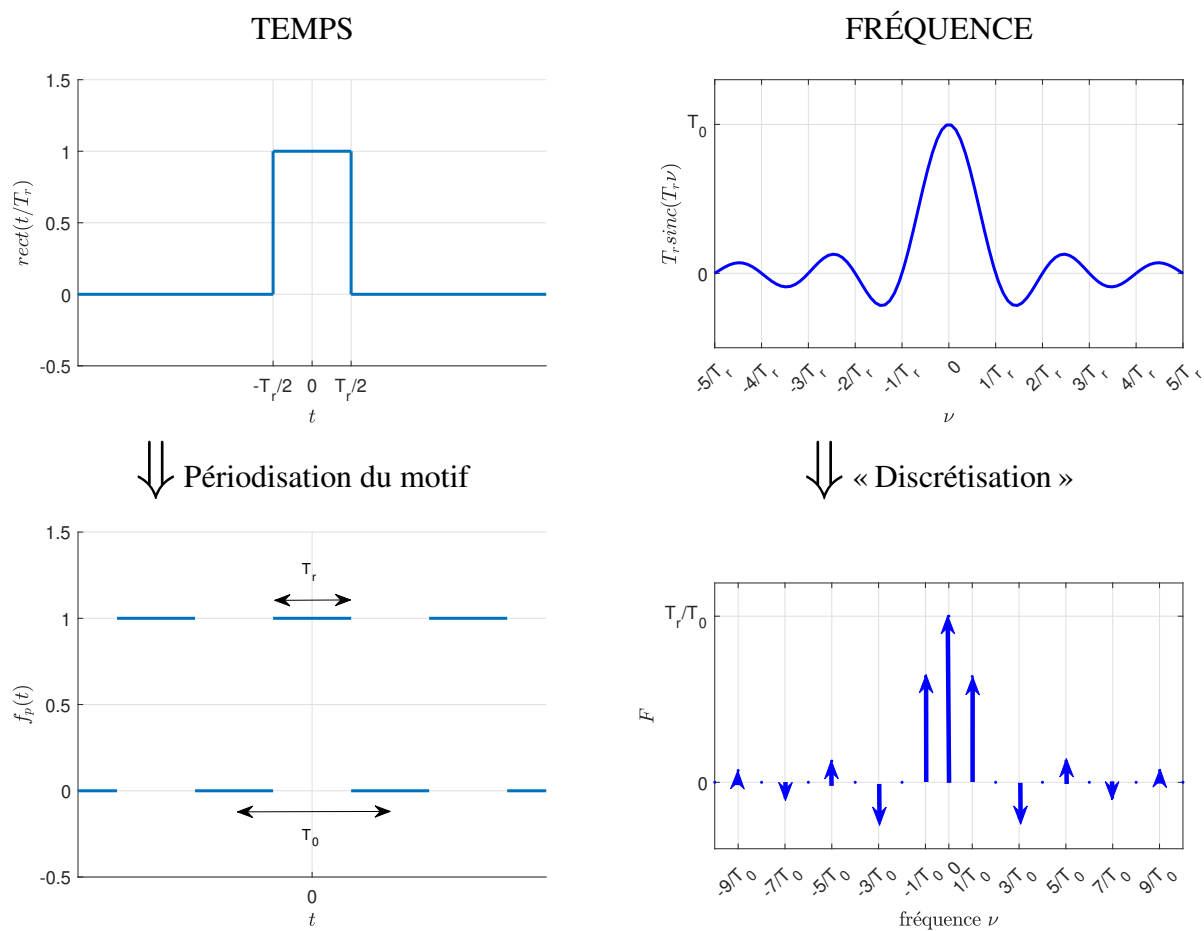 TEMPS
1.5
1
0.5
0
-0.5
rect(t/T_r)
-T_r/2 0 T_r/2
t
FRÉQUENCE
T_0
0
T_r sinc(T_r ν)
-5/T_r -4/T_r -3/T_r -2/T_r -1/T_r 0 1/T_r 2/T_r 3/T_r 4/T_r 5/T_r
ν
Périodisation du motif
« Discrétisation »
1.5
1
0.5
0
-0.5
f_p(t)
T_r
T_0
0
t
T_r/T_0
0
F
-9/T_0 -7/T_0 -5/T_0 -3/T_0 -1/T_0 0 1/T_0 3/T_0 5/T_0 7/T_0 9/T_0
fréquence ν